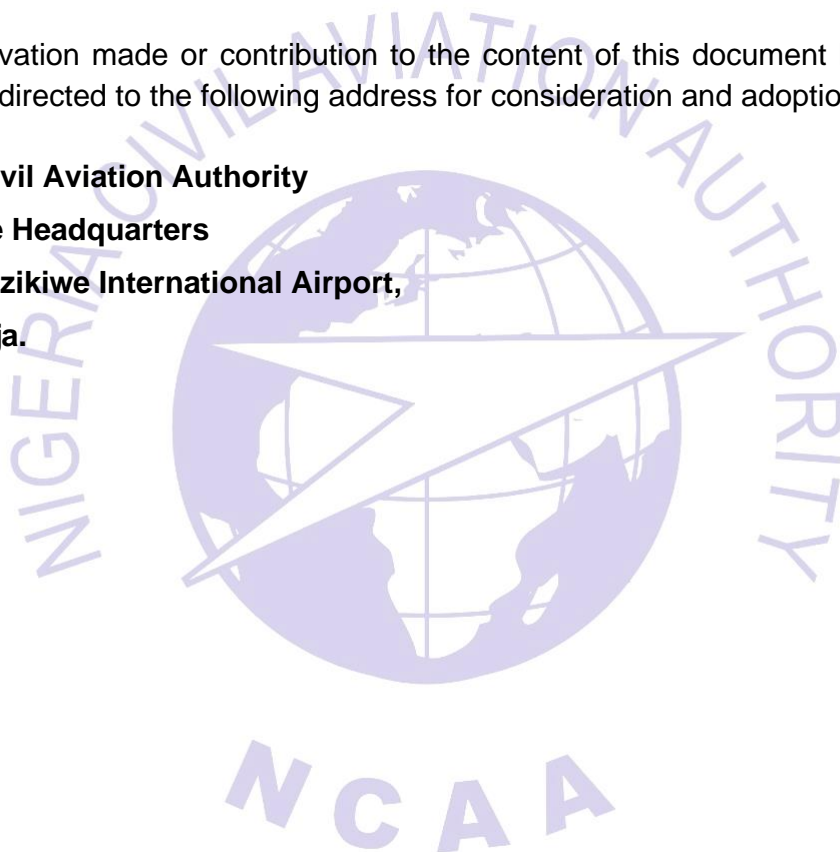 vation made or contribution to the content of this document
directed to the following address for consideration and adoptio
vil Aviation Authority
e Headquarters
zikiwe International Airport,
ja.
NIGERIA CIVIL AVIATION AUTHORITY
NCAA